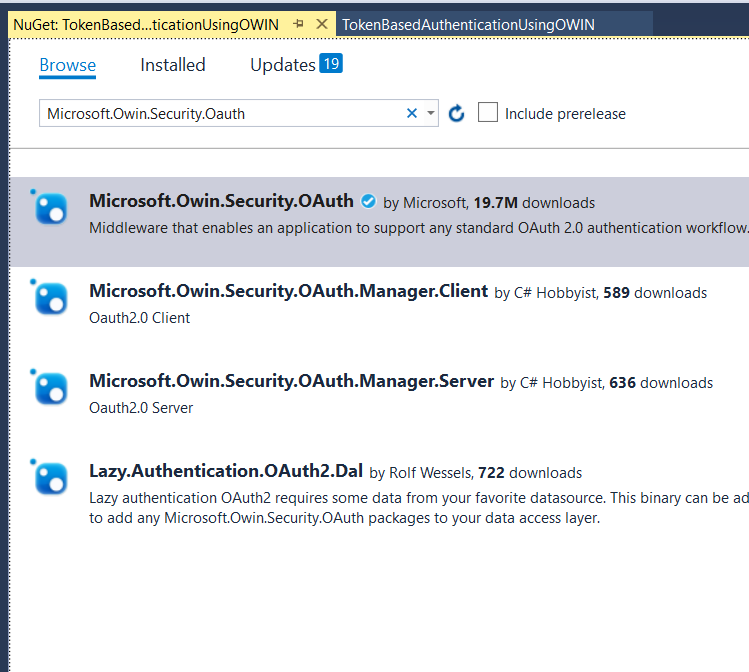 NuGet: TokenBased...ticationUsingOWIN TokenBasedAuthenticationUsingOWIN
Browse Installed Updates 19
Microsoft.Owin.Security.Oauth Include prerelease
Microsoft.Owin.Security.OAuth by Microsoft, 19.7M downloads
Middleware that enables an application to support any standard OAuth 2.0 authentication workflow.
Microsoft.Owin.Security.OAuth.Manager.Client by C# Hobbyist, 589 downloads
Oauth2.0 Client
Microsoft.Owin.Security.OAuth.Manager.Server by C# Hobbyist, 636 downloads
Oauth2.0 Server
Lazy.Authentication.OAuth2.Dal by Rolf Wessels, 722 downloads
Lazy authentication OAuth2 requires some data from your favorite datasource. This binary can be ad
to add any Microsoft.Owin.Security.OAuth packages to your data access layer.